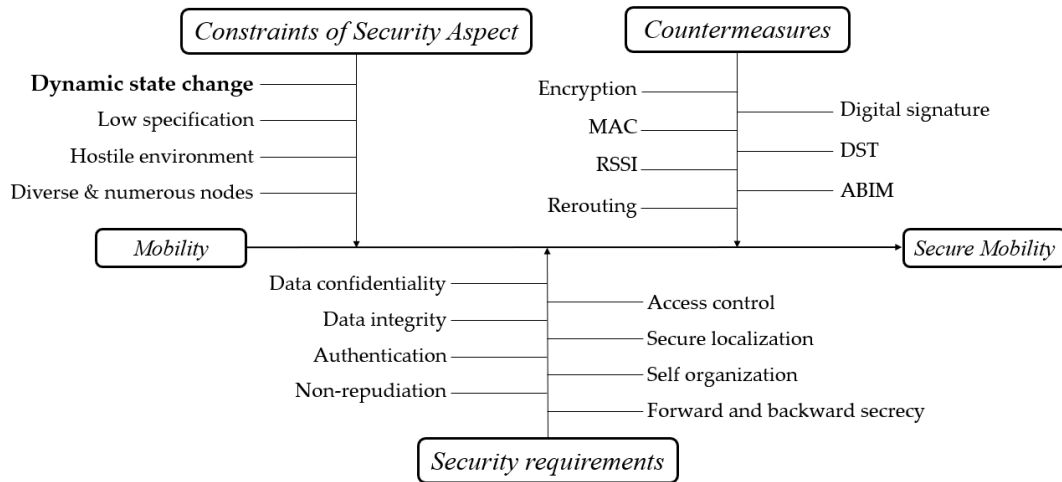 Constraints of Security Aspect
Dynamic state change
Low specification
Hostile environment
Diverse & numerous nodes
Countermeasures
Encryption
MAC
RSSI
Rerouting
Digital signature
DST
ABIM
Mobility
Secure Mobility
Data confidentiality
Data integrity
Authentication
Non-repudiation
Access control
Secure localization
Self organization
Forward and backward secrecy
Security requirements